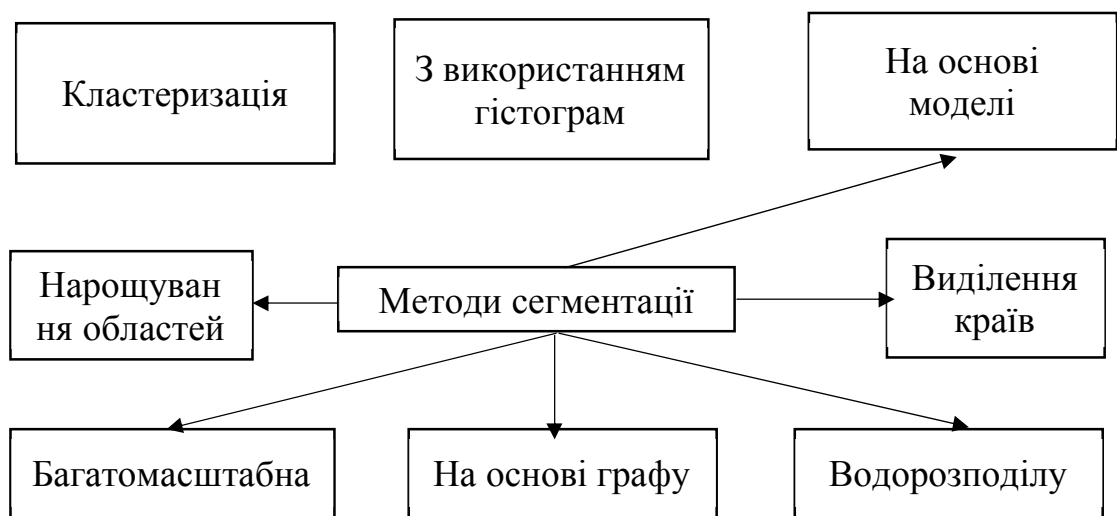 Кластеризація
З використанням
гістограм
На основі
моделі
Нарощуван
ня областей
Методи сегментації
Виділення
країв
Багатомасштабна
На основі графу
Водорозподілу